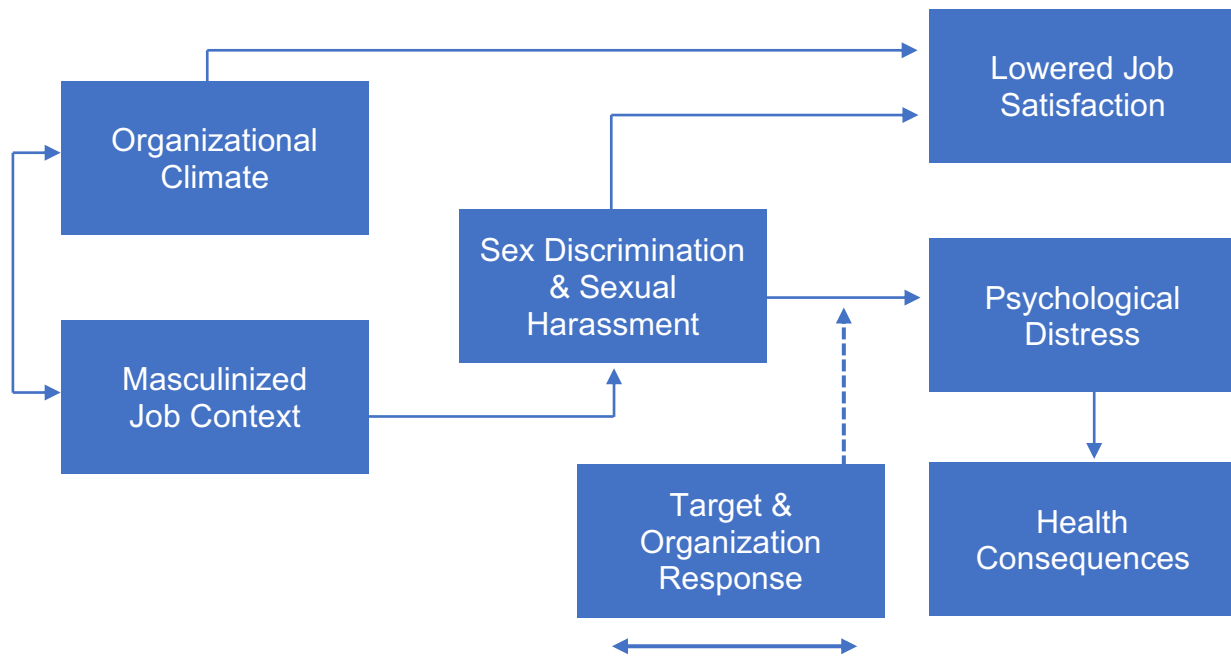 Organizational
Climate
Lowered Job
Satisfaction
Sex Discrimination
& Sexual
Harassment
Psychological
Distress
Masculinized
Job Context
Target &
Organization
Response
Health
Consequences